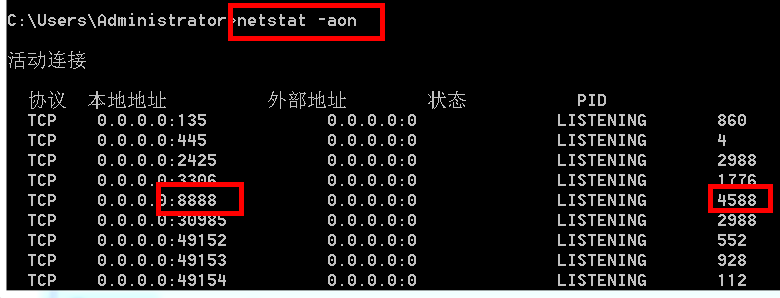 C:\Users\Administrator>netstat -aon
活动连接
协议 本地地址 外部地址 状态 PID
TCP 0.0.0.0:135 0.0.0.0:0 LISTENING 860
TCP 0.0.0.0:445 0.0.0.0:0 LISTENING 4
TCP 0.0.0.0:2425 0.0.0.0:0 LISTENING 2988
TCP 0.0.0.0:3306 0.0.0.0:0 LISTENING 1776
TCP 0.0.0.0:8888 0.0.0.0:0 LISTENING 4588
TCP 0.0.0.0:30985 0.0.0.0:0 LISTENING 2988
TCP 0.0.0.0:49152 0.0.0.0:0 LISTENING 552
TCP 0.0.0.0:49153 0.0.0.0:0 LISTENING 928
TCP 0.0.0.0:49154 0.0.0.0:0 LISTENING 112